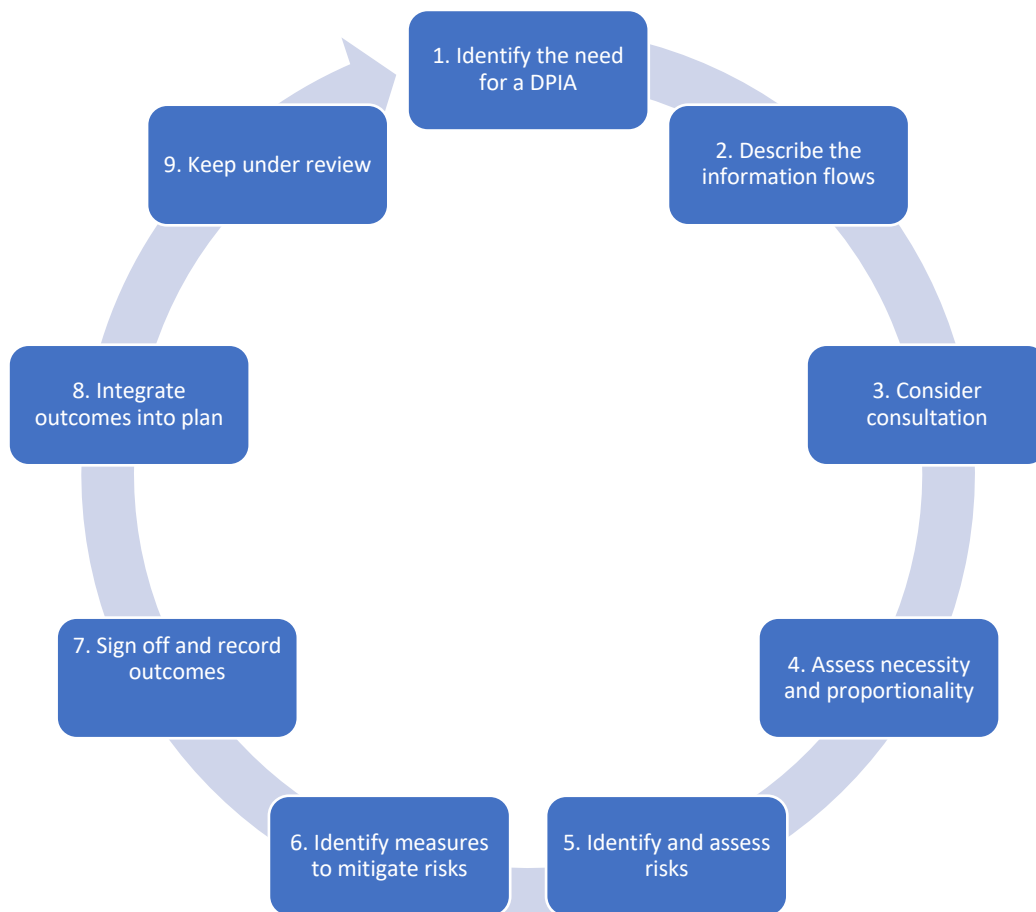 1. Identify the need
for a DPIA
2. Describe the
information flows
3. Consider
consultation
4. Assess necessity
and proportionality
5. Identify and assess
risks
6. Identify measures
to mitigate risks
7. Sign off and record
outcomes
8. Integrate
outcomes into plan
9. Keep under review